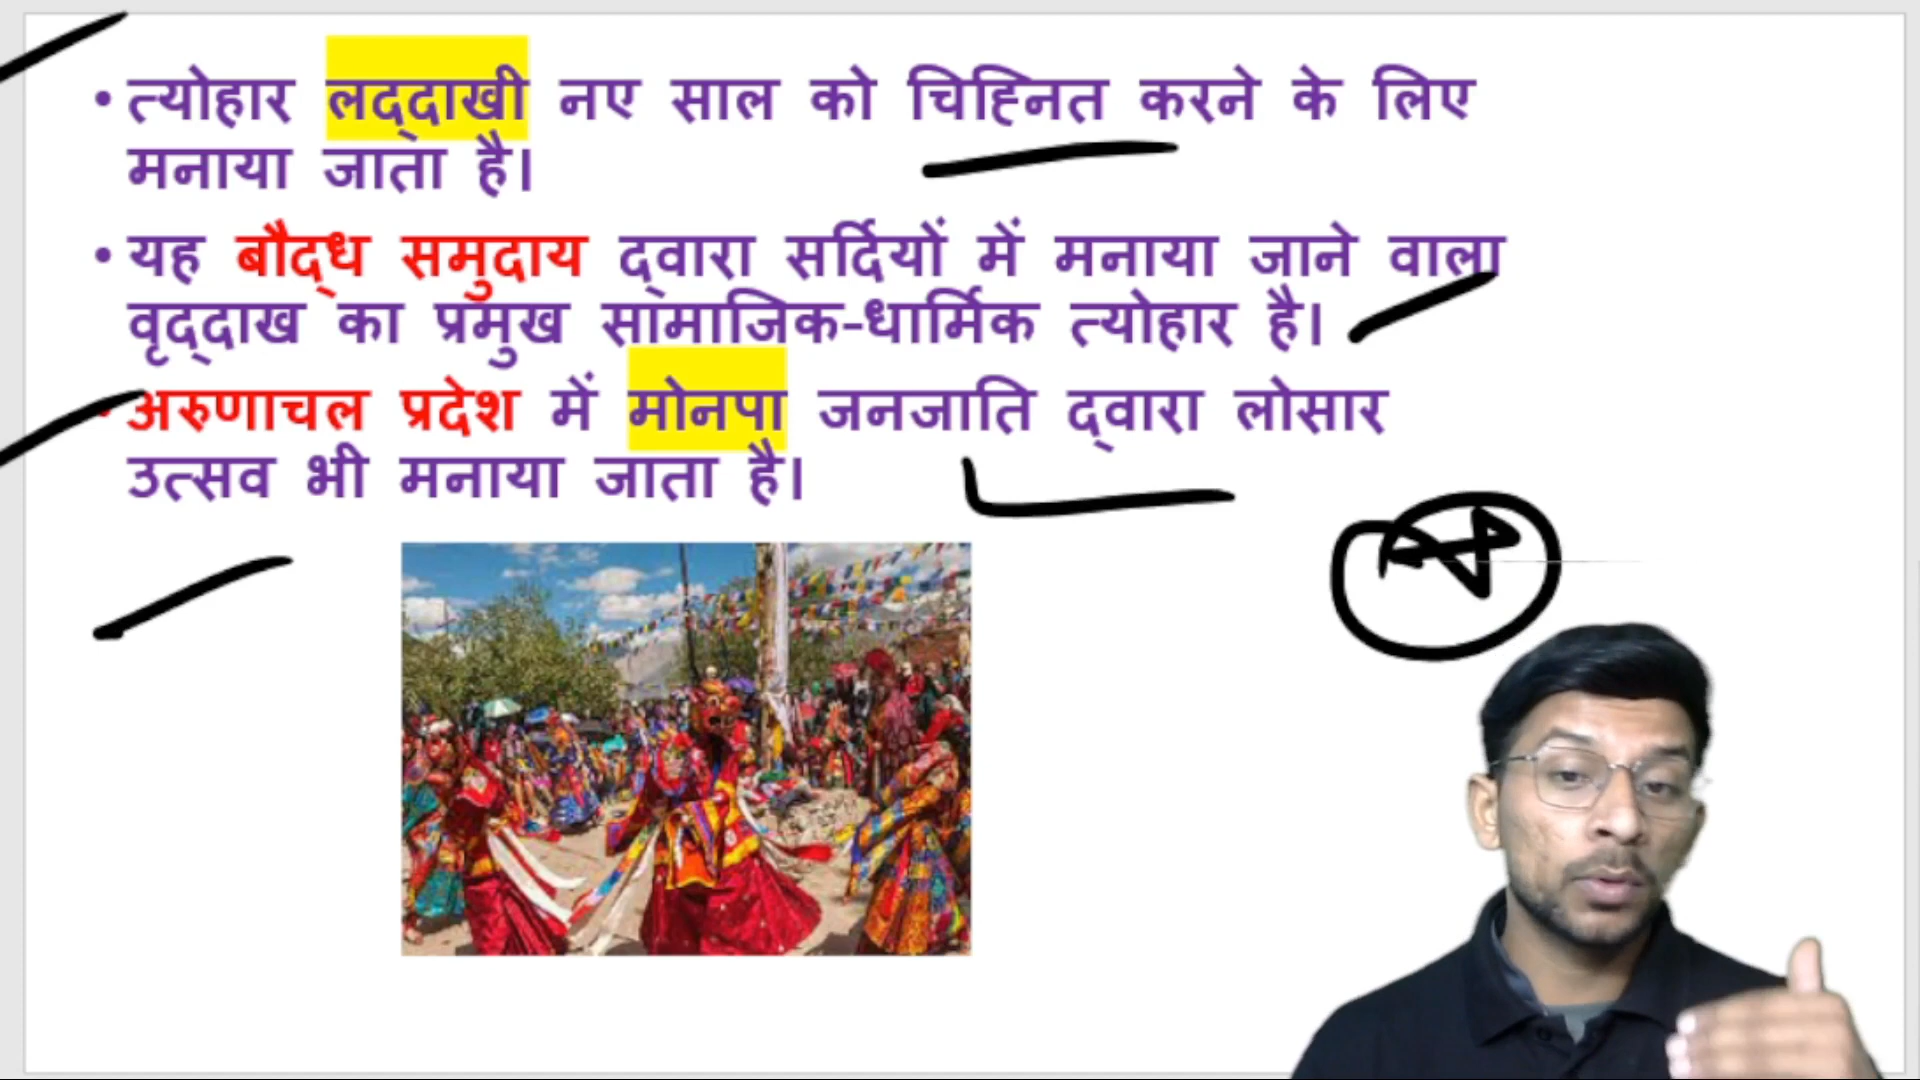 • त्योहार लद्दाखी नए साल को चिह्नित करने के लिए
मनाया जाता है।
• यह बौद्ध समुदाय द्वारा सर्दियों में मनाया जाने वाला
वृद्दाख का प्रमुख सामाजिक-धार्मिक त्योहार है।
• अरुणाचल प्रदेश में मोनपा जनजाति द्वारा लोसार
उत्सव भी मनाया जाता है।